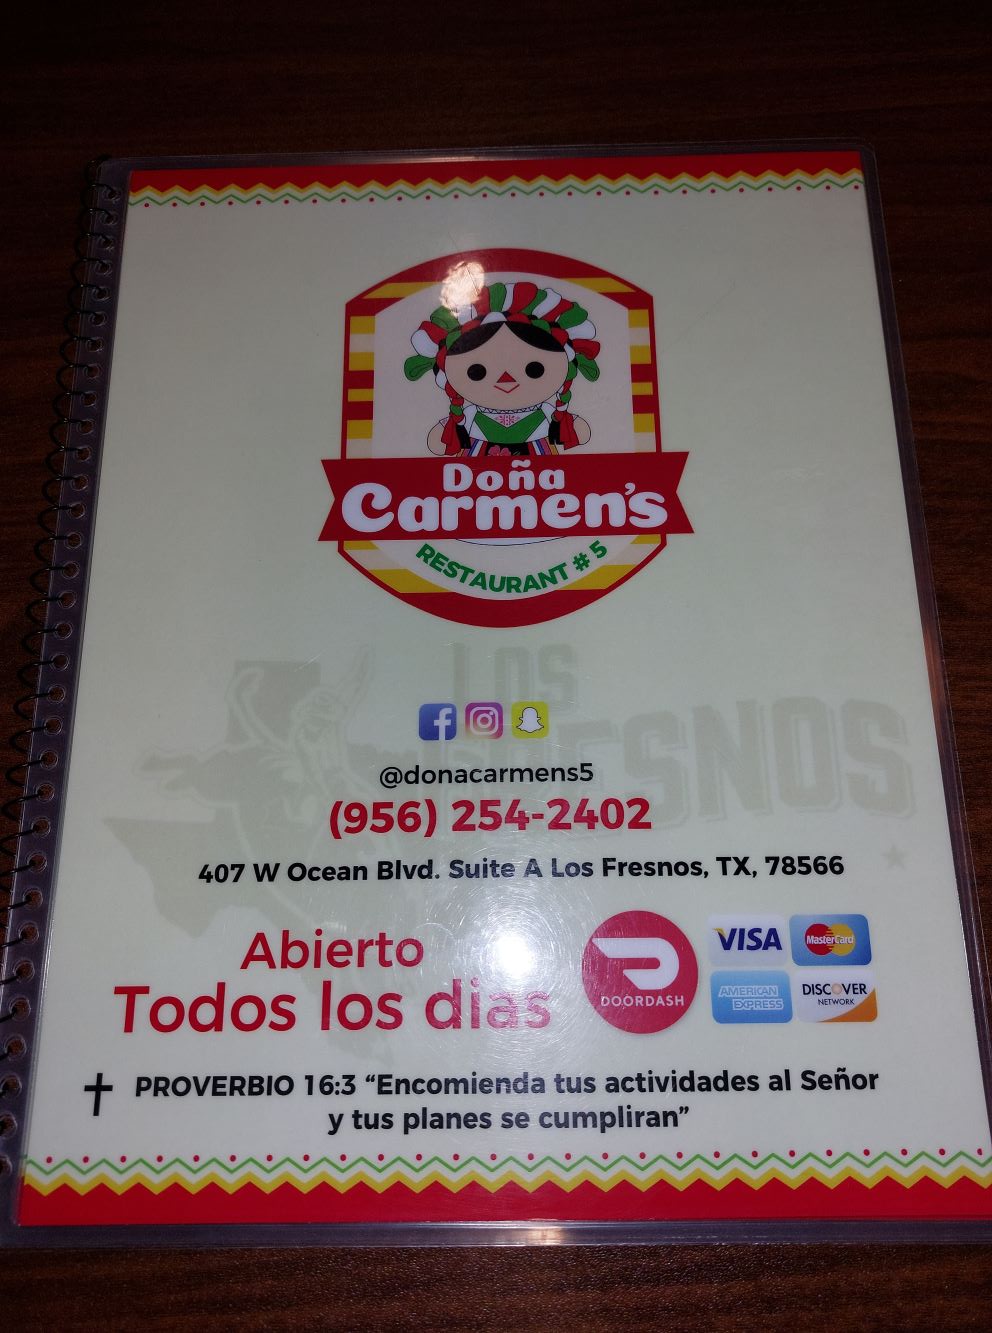 Doña
Carmen's
RESTAURANT # 5
LOS
FRESNOS
@donacarmens5
(956) 254-2402
407 W Ocean Blvd. Suite A Los Fresnos, TX, 78566
Abierto
Todos los dias
DOORDASH
VISA
MasterCard
AMERICAN
EXPRESS
DISCOVER
NETWORK
PROVERBIO 16:3 “Encomienda tus actividades al Señor
y tus planes se cumpliran”